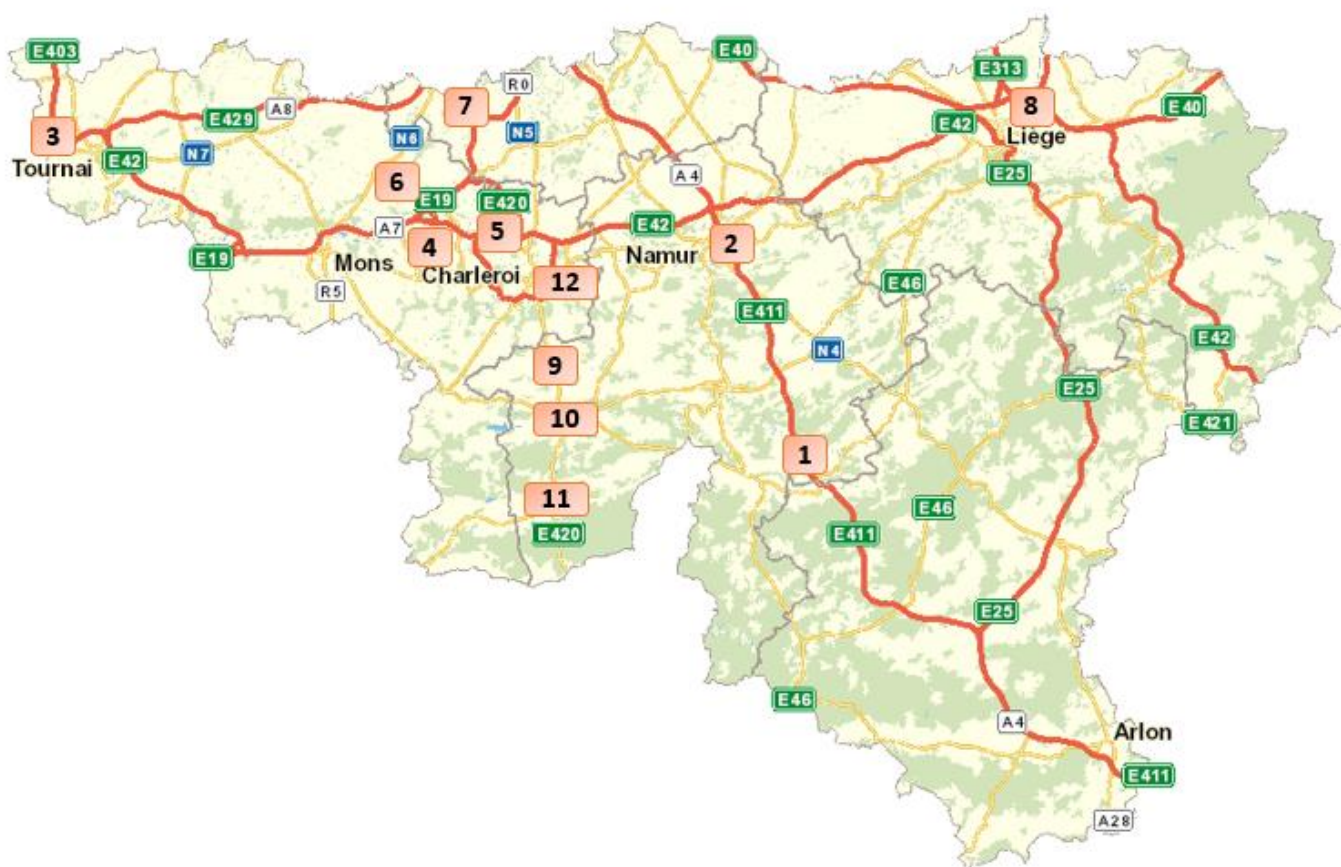 E403
E40
E313
R0
7
8
A8
E40
3
E429
N6
N5
E42
Liège
Tournai
E42
N7
A4
E25
6
E19
E420
A7
5
E42
2
4
Namur
E19
Mons
Charleroi
12
E46
R5
E411
E42
9
N4
E25
10
E421
1
11
E46
E420
E411
E25
E46
A4
Arlon
E411
A28